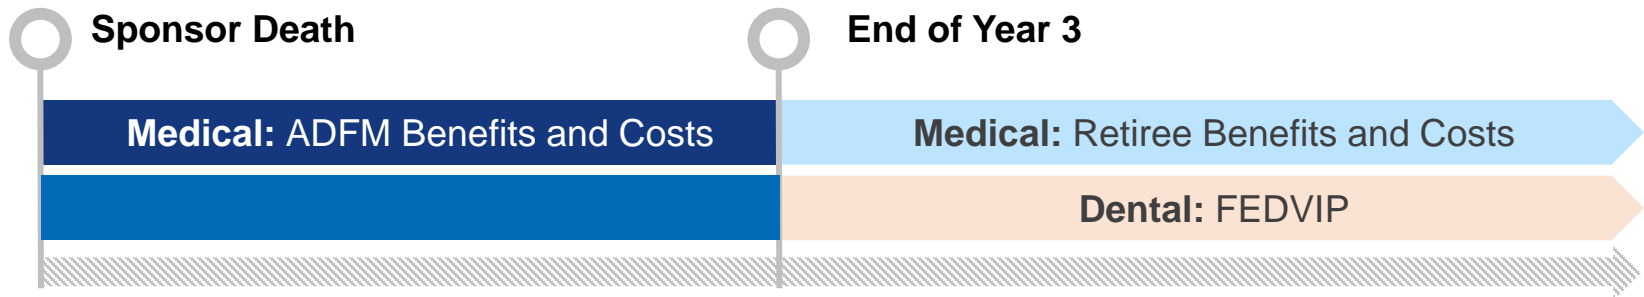 Sponsor Death
End of Year 3
Medical: ADFM Benefits and Costs
Medical: Retiree Benefits and Costs
Dental: FEDVIP